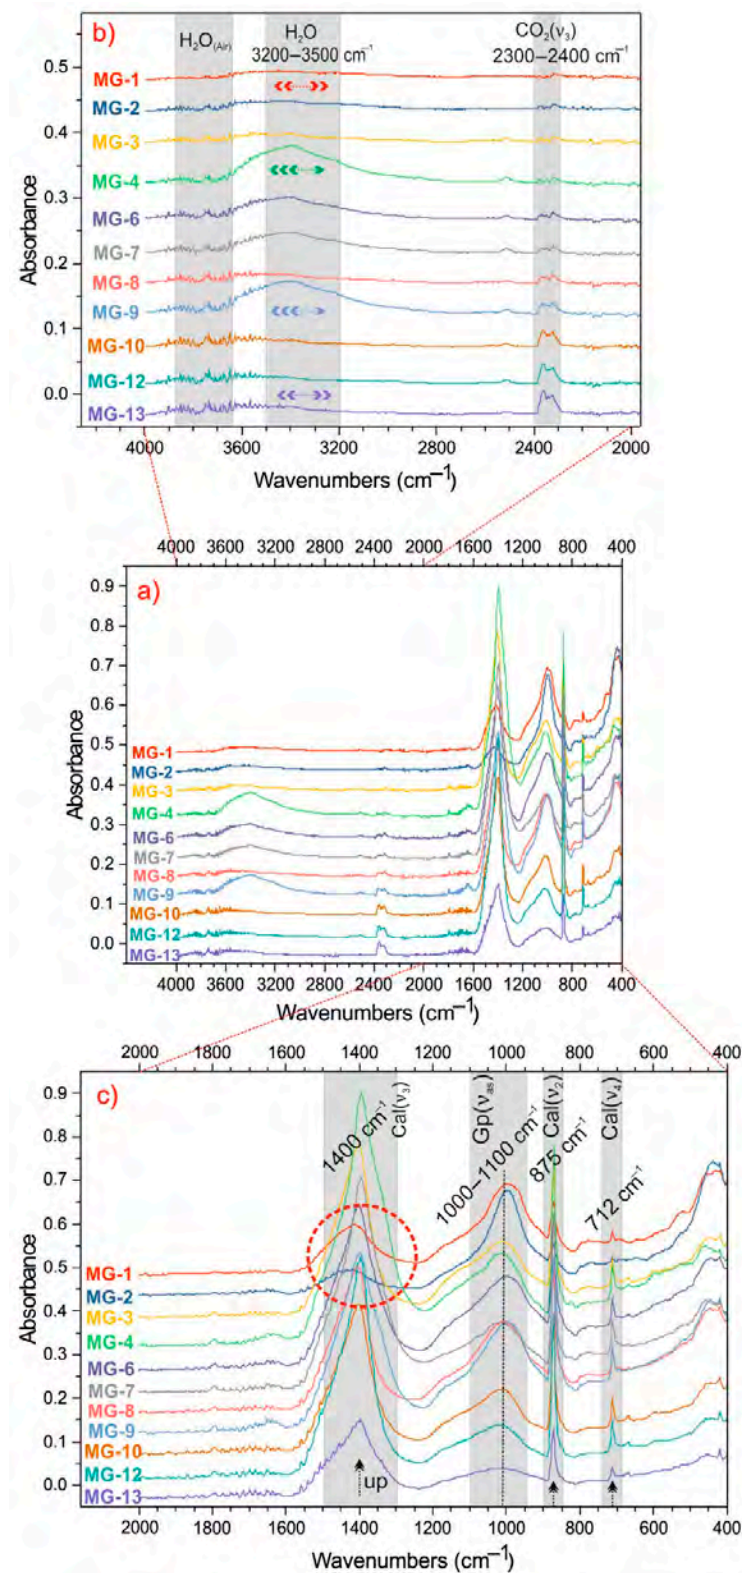 b)
H2O(Air)
H2O
3200–3500 cm–1
CO2(ν3)
2300–2400 cm–1
0.5
0.4
0.3
0.2
0.1
0.0
Absorbance
MG-1
MG-2
MG-3
MG-4
MG-6
MG-7
MG-8
MG-9
MG-10
MG-12
MG-13
4000 3600 3200 2800 2400 2000
Wavenumbers (cm–1)
4000 3600 3200 2800 2400 2000 1600 1200 800 400
a)
0.9
0.8
0.7
0.6
0.5
0.4
0.3
0.2
0.1
0.0
Absorbance
MG-1
MG-2
MG-3
MG-4
MG-6
MG-7
MG-8
MG-9
MG-10
MG-12
MG-13
4000 3600 3200 2800 2400 2000 1600 1200 800 400
Wavenumbers (cm–1)
2000 1800 1600 1400 1200 1000 800 600 400
c)
1400 cm–1
Cal(ν3)
Gp(νas)
1000–1100 cm–1
Cal(ν2)
875 cm–1
Cal(ν4)
712 cm–1
0.9
0.8
0.7
0.6
0.5
0.4
0.3
0.2
0.1
0.0
Absorbance
MG-1
MG-2
MG-3
MG-4
MG-6
MG-7
MG-8
MG-9
MG-10
MG-12
MG-13
up
2000 1800 1600 1400 1200 1000 800 600 400
Wavenumbers (cm–1)